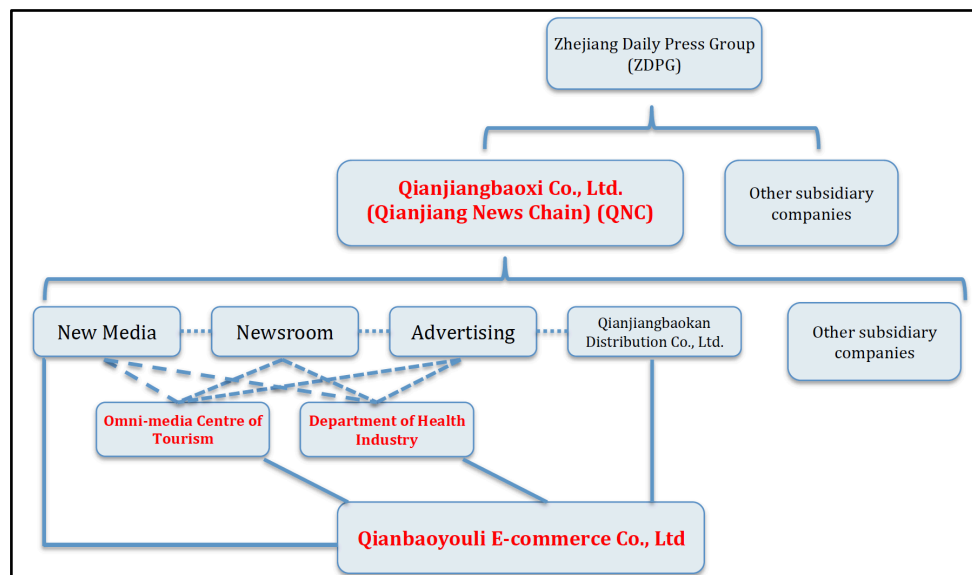 Zhejiang Daily Press Group
(ZDPG)
Qianjiangbaoxi Co., Ltd.
(Qianjiang News Chain) (QNC)
Other subsidiary
companies
New Media
Newsroom
Advertising
Qianjiangbaokan
Distribution Co., Ltd.
Other subsidiary
companies
Omni-media Centre of
Tourism
Department of Health
Industry
Qianbaoyouli E-commerce Co., Ltd